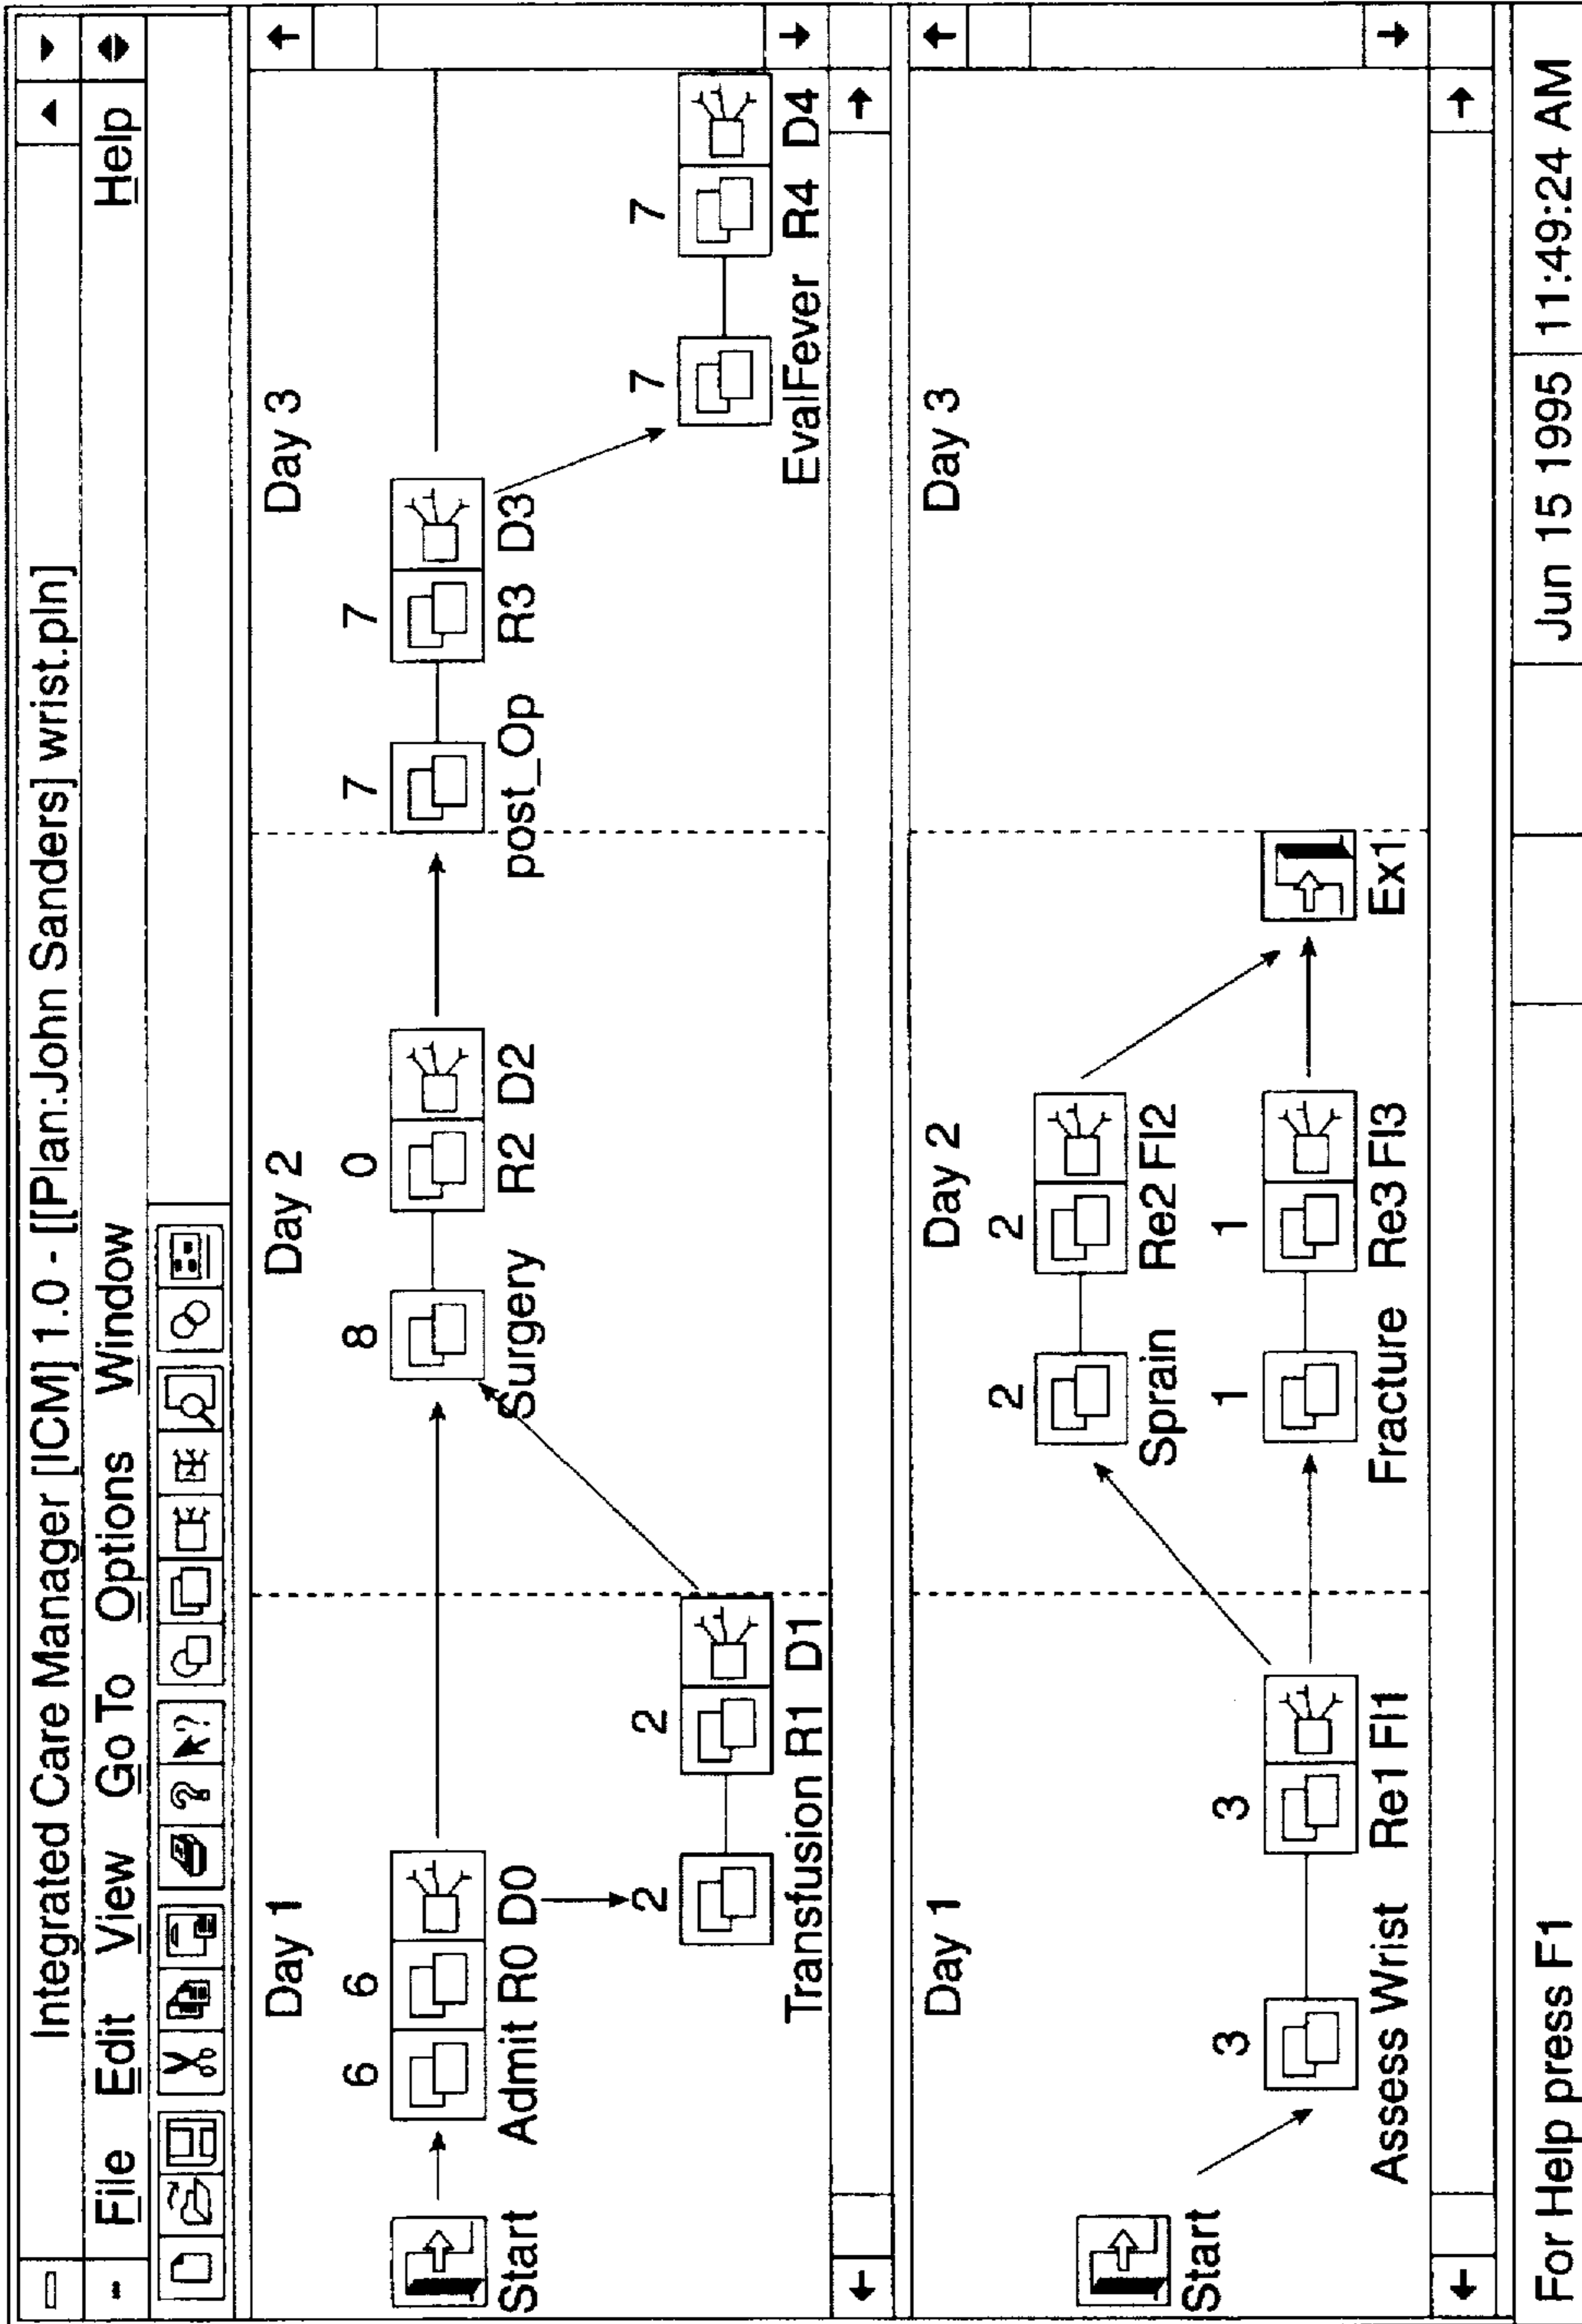 Integrated Care Manager [ICM] 1.0 - [[Plan:John Sanders] wrist.pln]
File Edit View Go To Options Window Help
?
?
Day 1 Day 2 Day 3
6 6 8 0 7 7
Start Admit R0 D0 Surgery R2 D2 post_Op R3 D3
2 2 7 7
Transfusion R1 D1 EvalFever R4 D4
Day 1 Day 2 Day 3
2 2
Start Sprain Re2 Fl2
3 3 1 1
Assess Wrist Re1 Fl1 Fracture Re3 Fl3 Ex1
For Help press F1 Jun 15 1995 11:49:24 AM